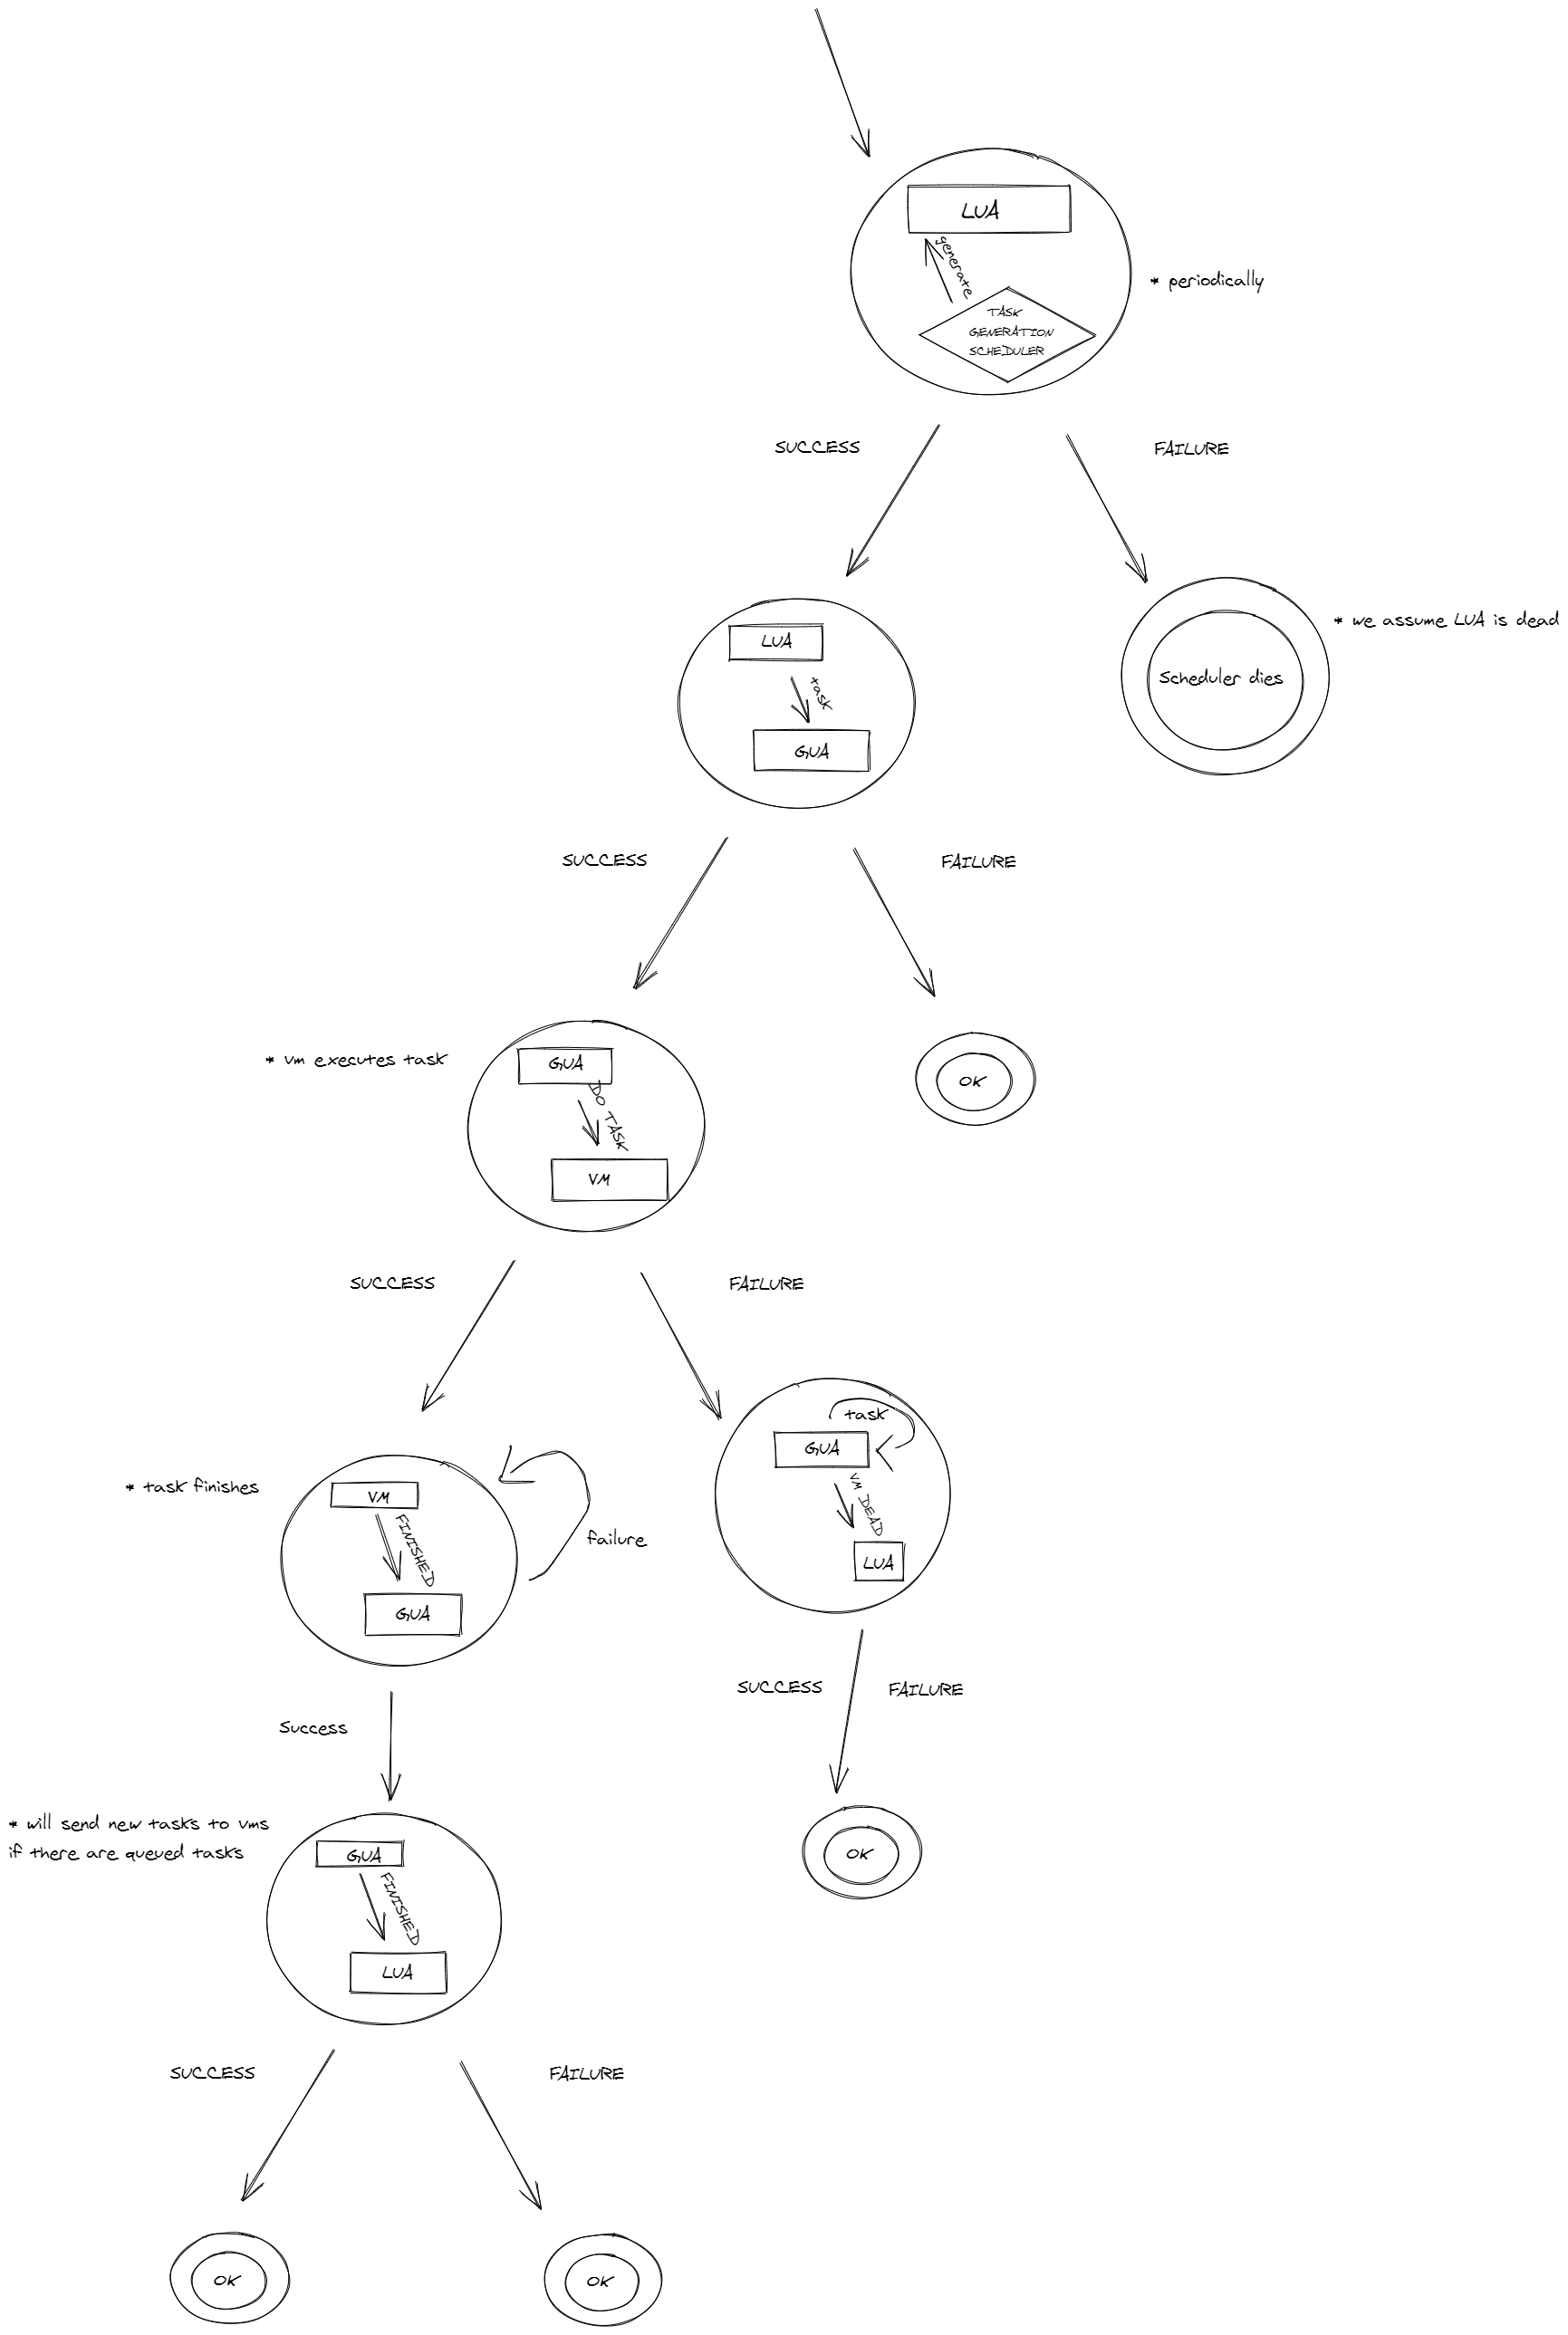 LUA
generate
* periodically
TASK
GENERATION
SCHEDULER
SUCCESS
FAILURE
* we assume LUA is dead
LUA
Scheduler dies
task
GUA
SUCCESS
FAILURE
* vm executes task
GUA
OK
DO TASK
VM
SUCCESS
FAILURE
task
GUA
* task finishes
VM
VM DEAD
FINISHED
failure
LUA
GUA
SUCCESS
FAILURE
Success
* will send new tasks to vms
if there are queued tasks
GUA
OK
FINISHED
LUA
SUCCESS
FAILURE
OK
OK